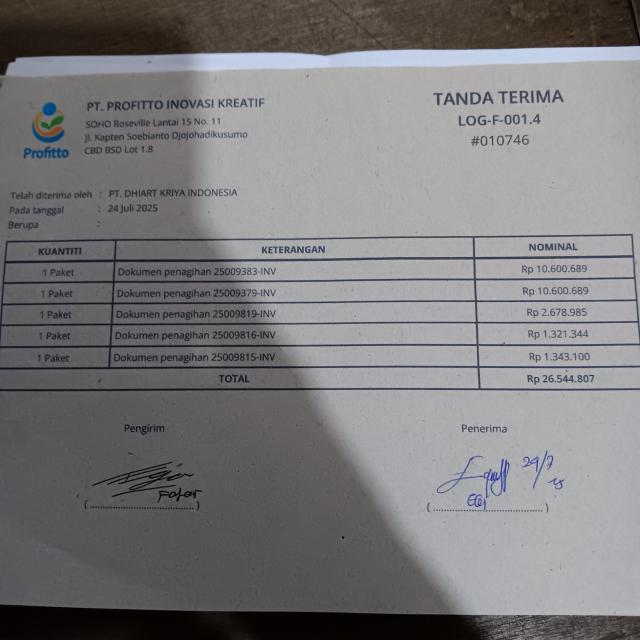 Profitto
PT. PROFITTO INOVASI KREATIF
SOHO Roseville Lantai 15 No. 11
Jl. Kapten Soebianto Djojohadikusumo
CBD BSD Lot 1.8
TANDA TERIMA
LOG-F-001.4
#010746
Telah diterima oleh : PT. DHIART KRIYA INDONESIA
Pada tanggal : 24 Juli 2025
Berupa :
KUANTITI KETERANGAN NOMINAL
1 Paket Dokumen penagihan 25009383-INV Rp 10.600.689
1 Paket Dokumen penagihan 25009379-INV Rp 10.600.689
1 Paket Dokumen penagihan 25009819-INV Rp 2.678.985
1 Paket Dokumen penagihan 25009816-INV Rp 1.321.344
1 Paket Dokumen penagihan 25009815-INV Rp 1.343.100
TOTAL Rp 26.544.807
Pengirim Penerima
29/7
25